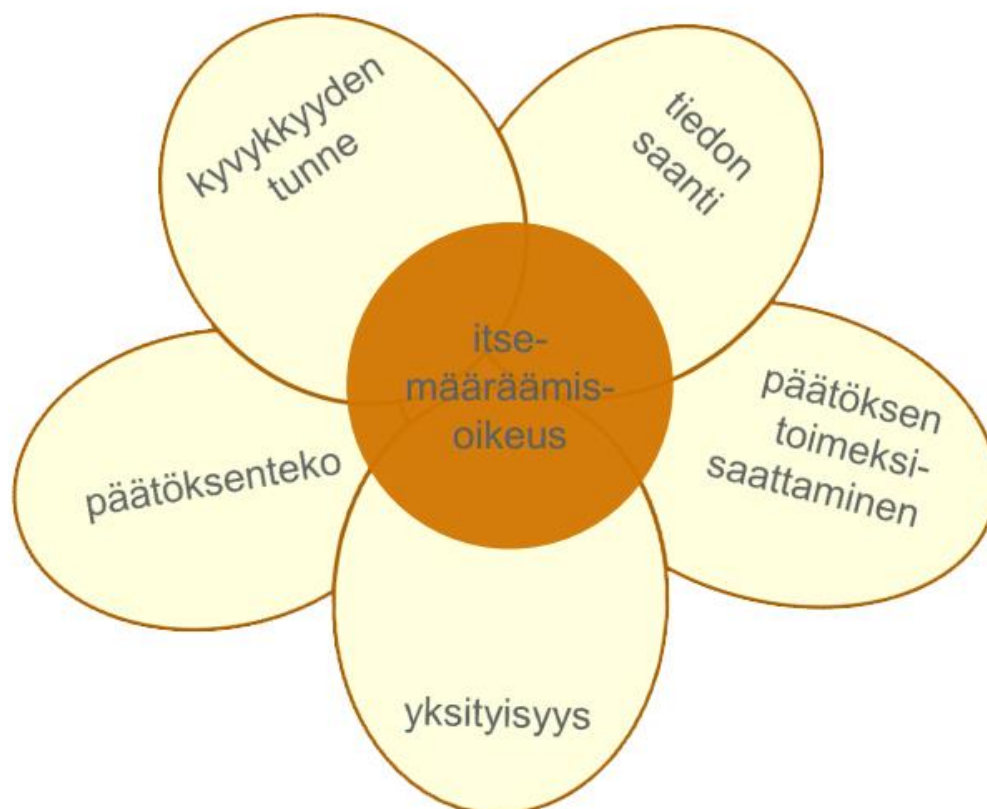 kyvykkyyden
tunne
tiedon
saanti
itse-
määräämis-
oikeus
päätöksen
toimeksi-
saattaminen
päätöksenteko
yksityisyys